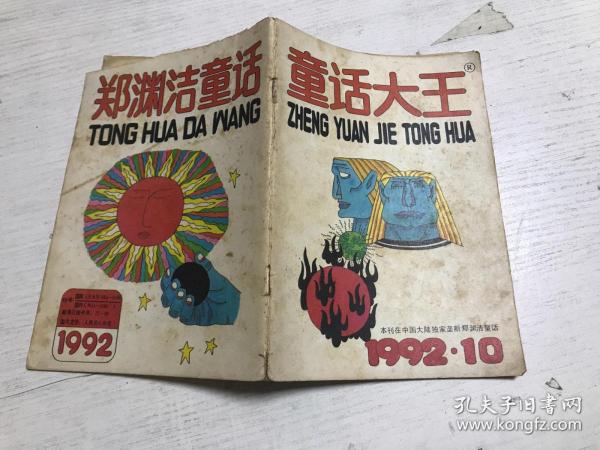 郑渊洁童话
TONG HUA DA WANG
1992
童话大王
®
ZHENG YUAN JIE TONG HUA
本刊在中国大陆独家垄断郑渊洁童话
1992·10
孔夫子旧书网
www.kongfz.com